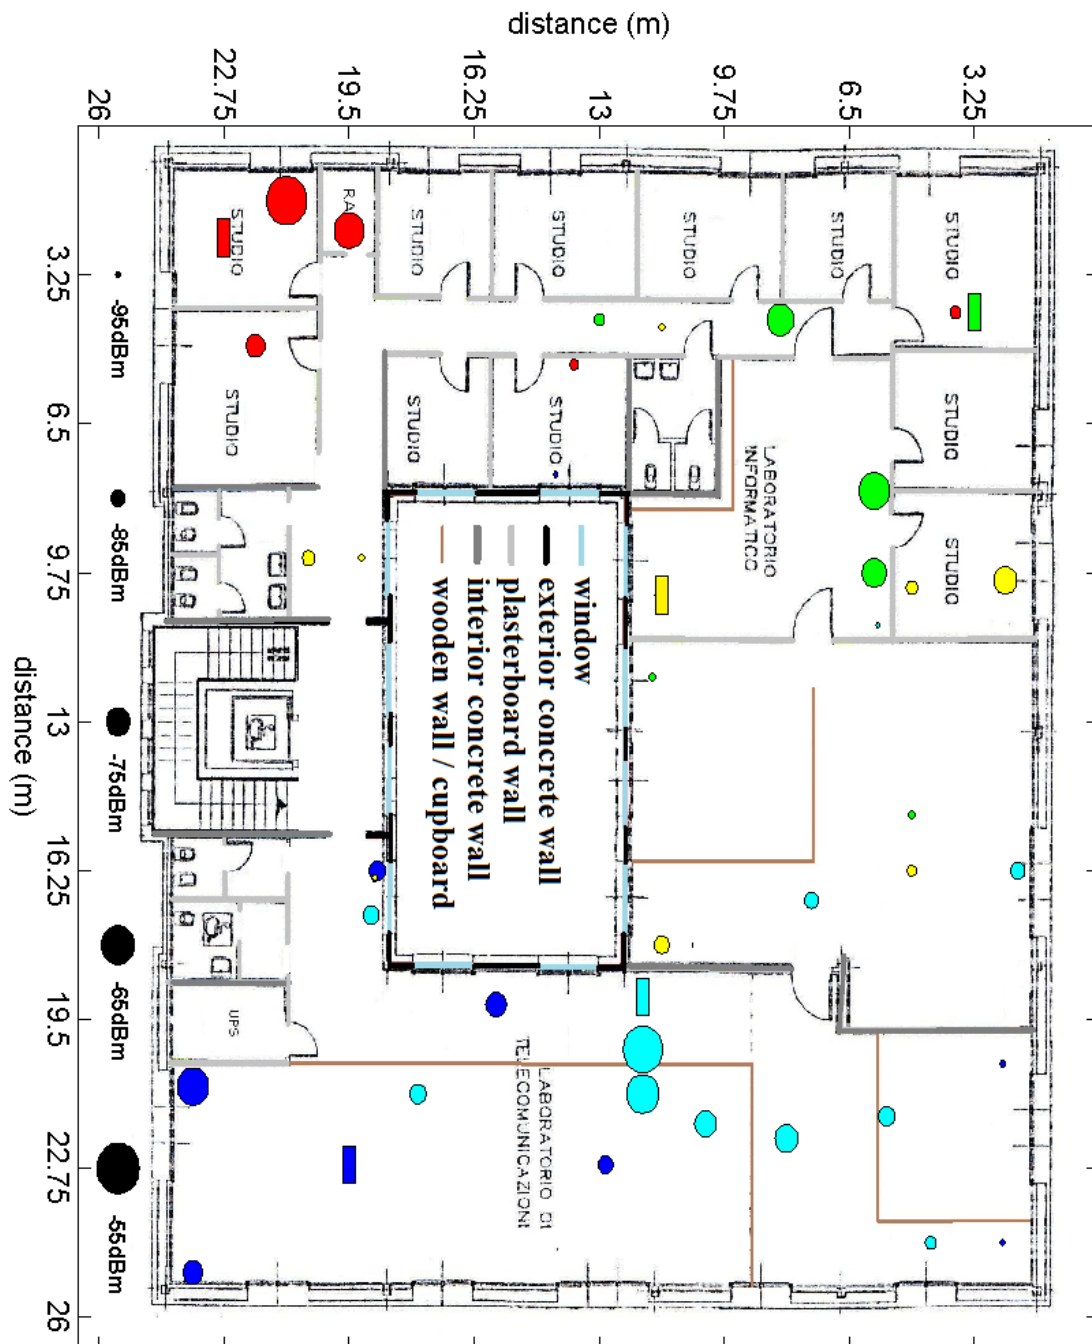 distance (m)
26
22.75
19.5
16.25
13
9.75
6.5
3.25
3.25
6.5
9.75
13
16.25
19.5
22.75
26
distance (m)
-95dBm
-85dBm
-75dBm
-65dBm
-55dBm
STUDIO
RA
STUDIO
STUDIO
STUDIO
STUDIO
STUDIO
STUDIO
STUDIO
STUDIO
STUDIO
STUDIO
LABORATORIO
INFORMATICO
window
exterior concrete wall
plasterboard wall
interior concrete wall
wooden wall / cupboard
UPS
LABORATORIO DI
TELECOMUNICAZIONI